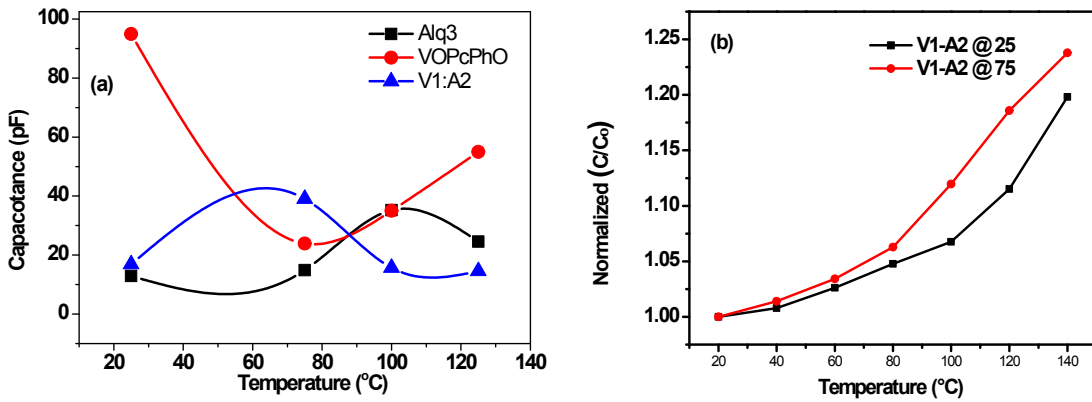 (a)
Alq3
VOPcPhO
V1:A2
Capacotance (pF)
100
80
60
40
20
0
20 40 60 80 100 120 140
Temperature (°C)
(b)
V1-A2 @25
V1-A2 @75
Normalized (C/C₀)
1.25
1.20
1.15
1.10
1.05
1.00
20 40 60 80 100 120 140
Temperature (°C)